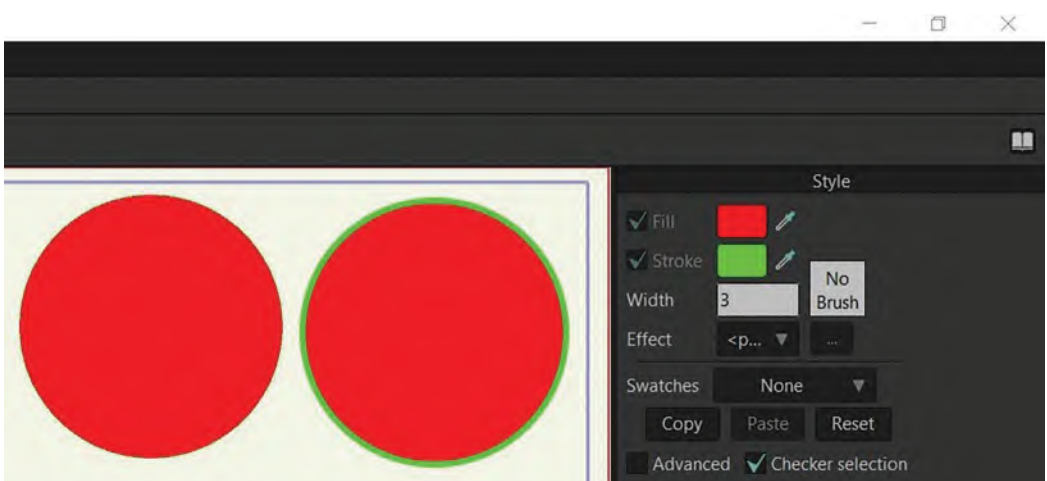 Style
Fill
Stroke
No
Brush
Width 3
Effect <p... ...
Swatches None
Copy Paste Reset
Advanced Checker selection